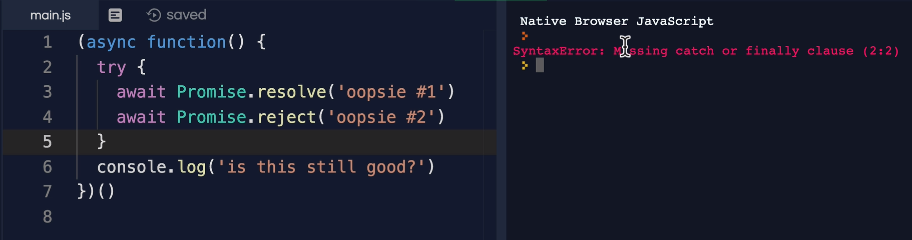 main.js saved
1 (async function() {
2 try {
3 await Promise.resolve('oopsie #1')
4 await Promise.reject('oopsie #2')
5 }
6 console.log('is this still good?')
7 })()
8
Native Browser JavaScript
SyntaxError: Missing catch or finally clause (2:2)